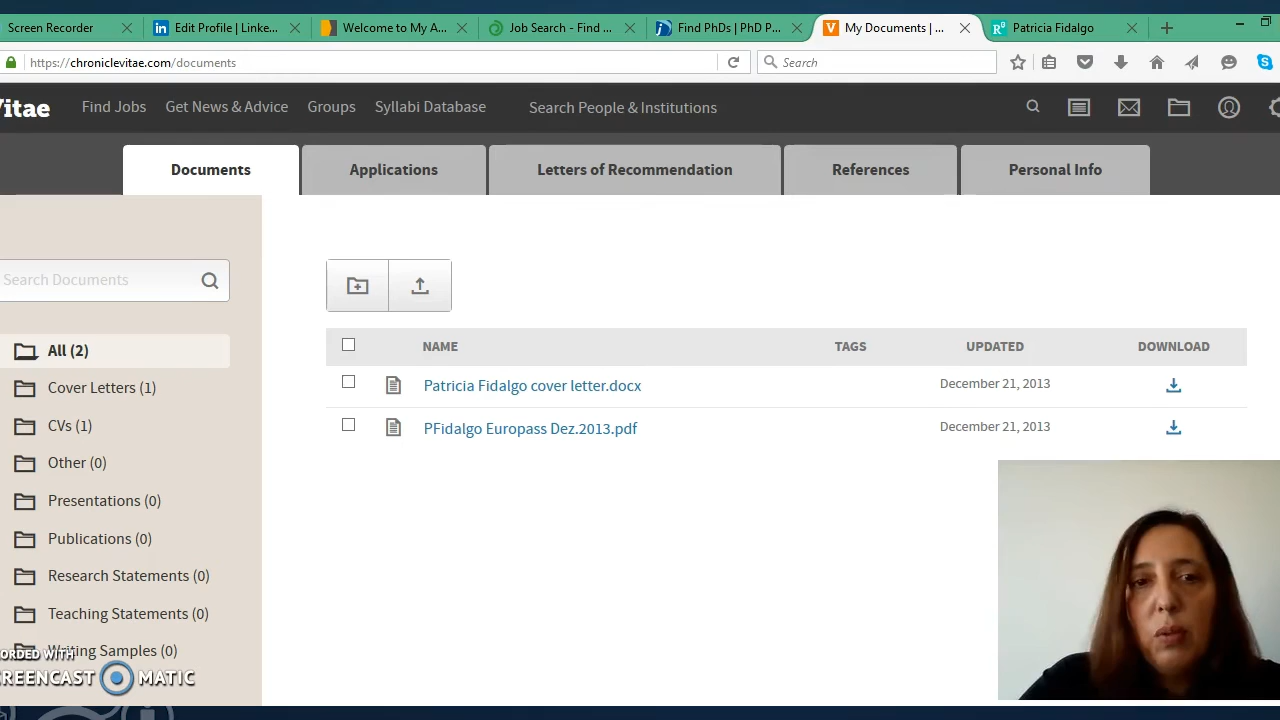 Screen Recorder
Edit Profile | Linke...
Welcome to My A...
Job Search - Find ...
Find PhDs | PhD P...
My Documents | ...
Patricia Fidalgo
https://chroniclevitae.com/documents
Search
Vitae
Find Jobs
Get News & Advice
Groups
Syllabi Database
Search People & Institutions
Documents
Applications
Letters of Recommendation
References
Personal Info
Search Documents
All (2)
Cover Letters (1)
CVs (1)
Other (0)
Presentations (0)
Publications (0)
Research Statements (0)
Teaching Statements (0)
Writing Samples (0)
NAME TAGS UPDATED DOWNLOAD
Patricia Fidalgo cover letter.docx December 21, 2013
PFidalgo Europass Dez.2013.pdf December 21, 2013
ORDED WITH
REENCAST MATIC